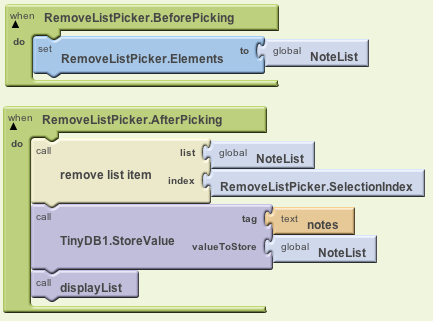 when RemoveListPicker.BeforePicking
do set RemoveListPicker.Elements to global NoteList
when RemoveListPicker.AfterPicking
do call remove list item list global NoteList
index RemoveListPicker.SelectionIndex
call TinyDB1.StoreValue tag text notes
valueToStore global NoteList
call displayList